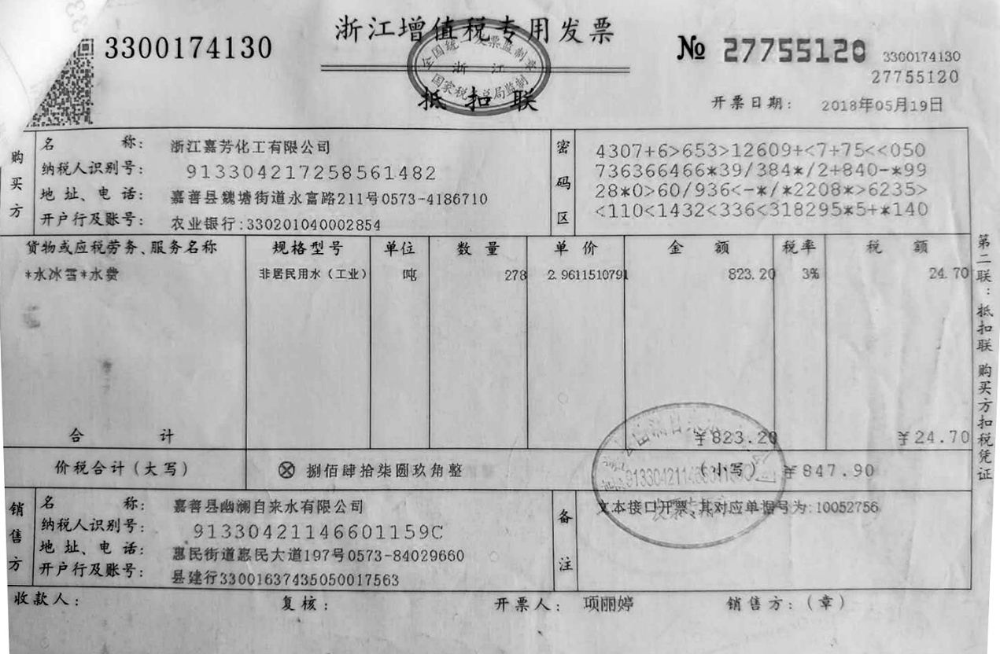 浙江增值税专用发票
3300174130
№ 27755120
3300174130
27755120
全国统一发票监制章
浙 江
国家税务总局监制
抵扣联
开票日期: 2018年05月19日
购买方
名 称: 浙江嘉芳化工有限公司
纳税人识别号: 913304217258561482
地 址、电 话: 嘉善县魏塘街道永富路211号0573-4186710
开户行及账号: 农业银行:330201040002854
密码区
4307+6>653>12609+<7+75<<050
736366466*39/384*/2+840-*99
28*0>60/936<-*/*2208*>6235>
<110<1432<336<318295*5+*140
货物或应税劳务、服务名称 规格型号 单位 数 量 单 价 金 额 税率 税 额
*水冰雪*水费 非居民用水（工业） 吨 278 2.9611510791 823.20 3% 24.70
合 计 ¥823.20 ¥24.70
价税合计(大写) ⊗ 捌佰肆拾柒圆玖角整 (小写) ¥847.90
销售方
名 称: 嘉善县幽澜自来水有限公司
纳税人识别号: 91330421146601159C
地 址、电 话: 惠民街道惠民大道197号0573-84029660
开户行及账号: 县建行33001637435050017563
备注
文本接口开票,其对应单据号为:10052756
发票专用章
收款人: 复核: 开票人: 项丽婷 销售方:(章)
第二联:抵扣联 购买方扣税凭证